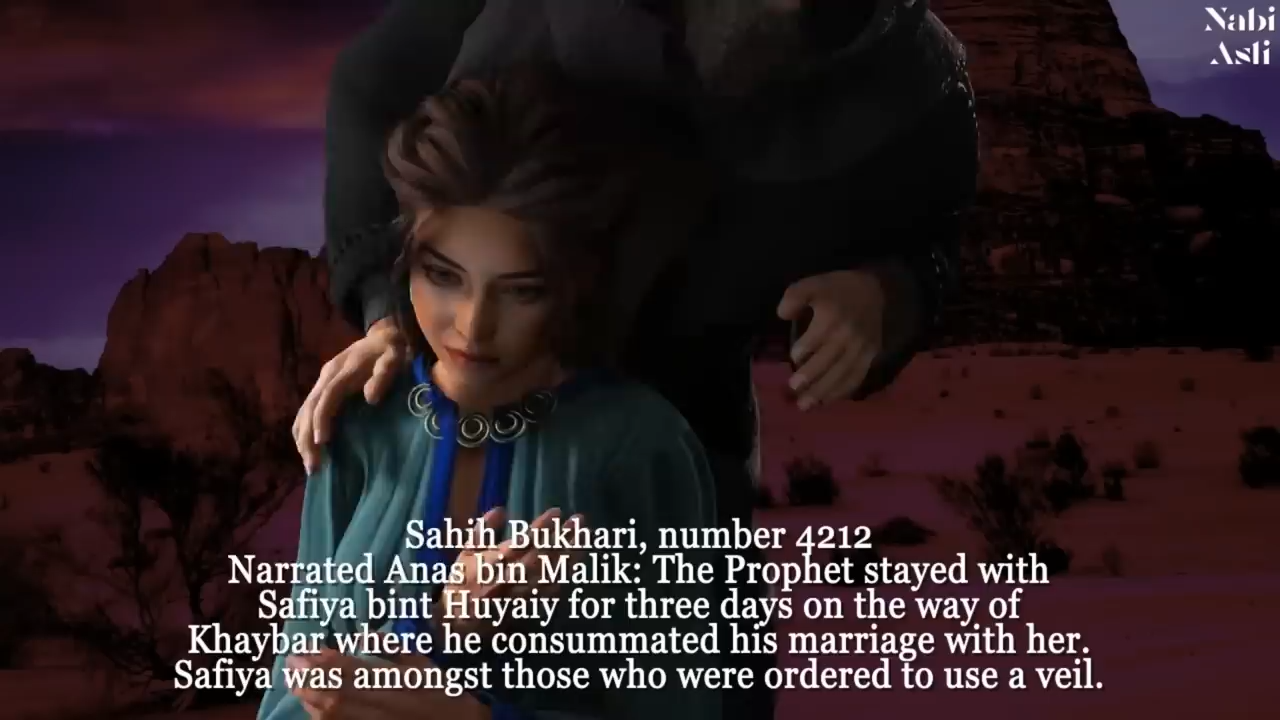 Nabi
Asli
Sahih Bukhari, number 4212
Narrated Anas bin Malik: The Prophet stayed with
Safiya bint Huyaiy for three days on the way of
Khaybar where he consummated his marriage with her.
Safiya was amongst those who were ordered to use a veil.